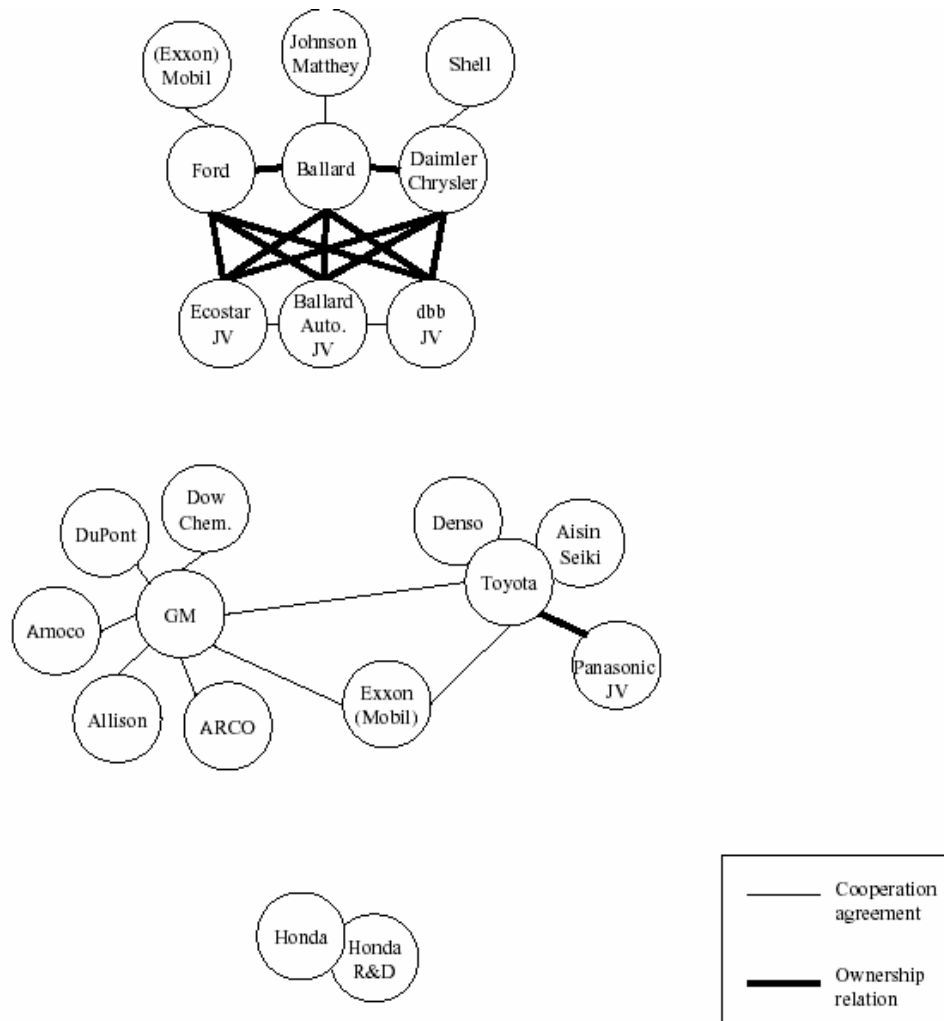 (Exxon)
Mobil
Johnson
Matthey
Shell
Ford
Ballard
Daimler
Chrysler
Ecostar
JV
Ballard
Auto.
JV
dbb
JV
Dow
Chem.
DuPont
Denso
Aisin
Seiki
Toyota
GM
Amoco
Panasonic
JV
Exxon
(Mobil)
Allison
ARCO
Honda
Honda
R&D
Cooperation
agreement
Ownership
relation